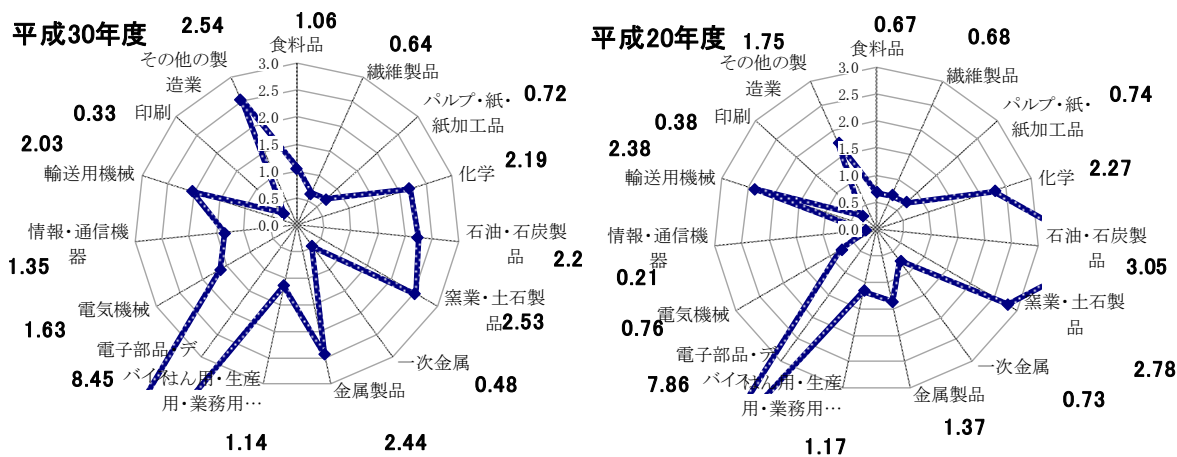 平成30年度
2.54
1.06
0.64
食料品
その他の製
造業
繊維製品
0.33
印刷
パルプ・紙・
紙加工品
0.72
2.03
輸送用機械
化学
2.19
情報・通信機
器
1.35
石油・石炭製
品
2.2
電気機械
1.63
窯業・土石製
品
2.53
電子部品・デ
バイス
8.45
はん用・生産
用・業務用…
1.14
金属製品
2.44
一次金属
0.48
3.0
2.5
2.0
1.5
1.0
0.5
0.0
平成20年度
1.75
0.67
0.68
食料品
その他の製
造業
繊維製品
0.38
印刷
パルプ・紙・
紙加工品
0.74
2.38
輸送用機械
化学
2.27
情報・通信機
器
0.21
石油・石炭製
品
3.05
電気機械
0.76
窯業・土石製
品
2.78
電子部品・デ
バイス
7.86
はん用・生産
用・業務用…
1.17
金属製品
1.37
一次金属
0.73
3.0
2.5
2.0
1.5
1.0
0.5
0.0